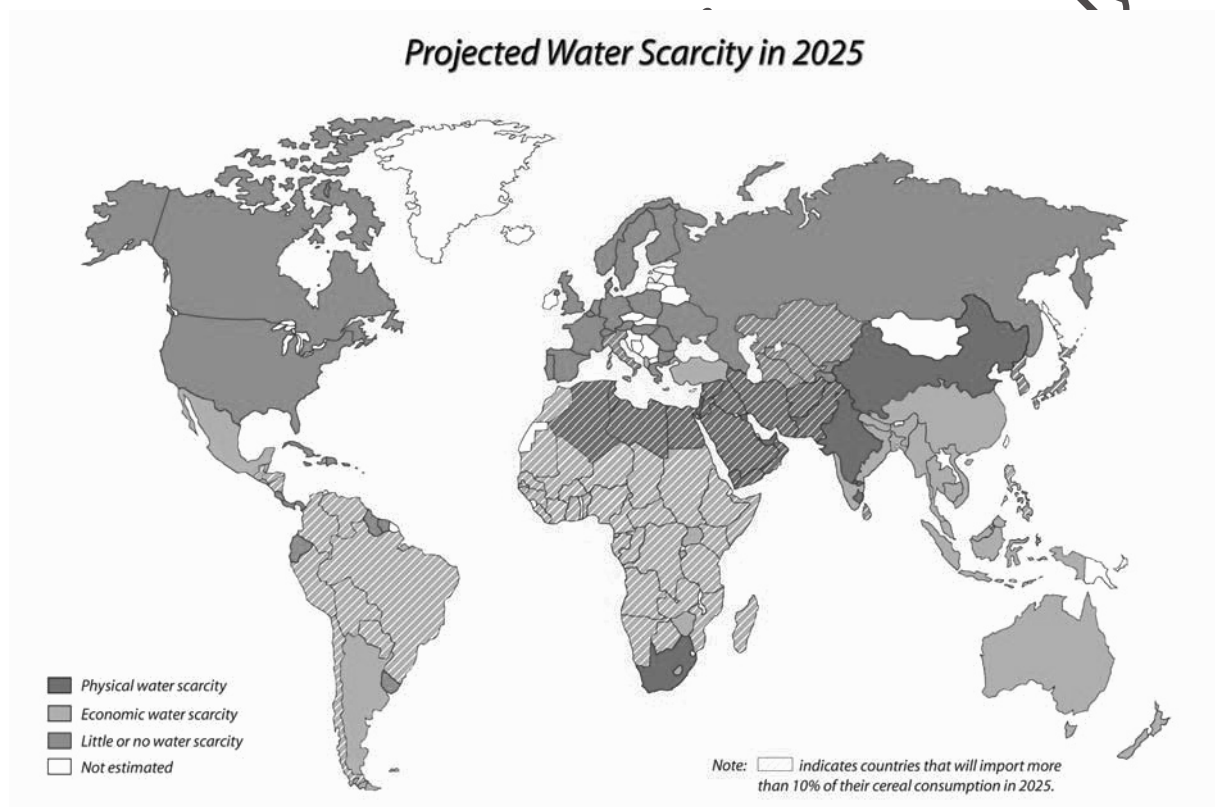 Projected Water Scarcity in 2025
Physical water scarcity
Economic water scarcity
Little or no water scarcity
Not estimated
Note: indicates countries that will import more
than 10% of their cereal consumption in 2025.